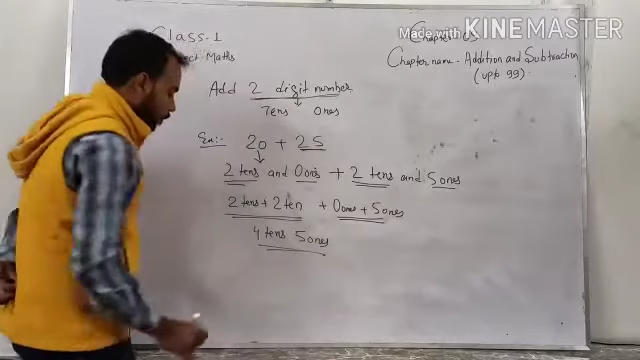 Made with KINEMASTER
Class-1
Maths
Chapter
Chapter name- Addition and Subtraction
(upto 99)
Add 2 digit number
Tens Ones
Ex:- 20 + 25
2 tens and 0 ones + 2 tens and 5 ones
2 tens + 2 ten + 0 ones + 5 ones
4 tens 5 ones